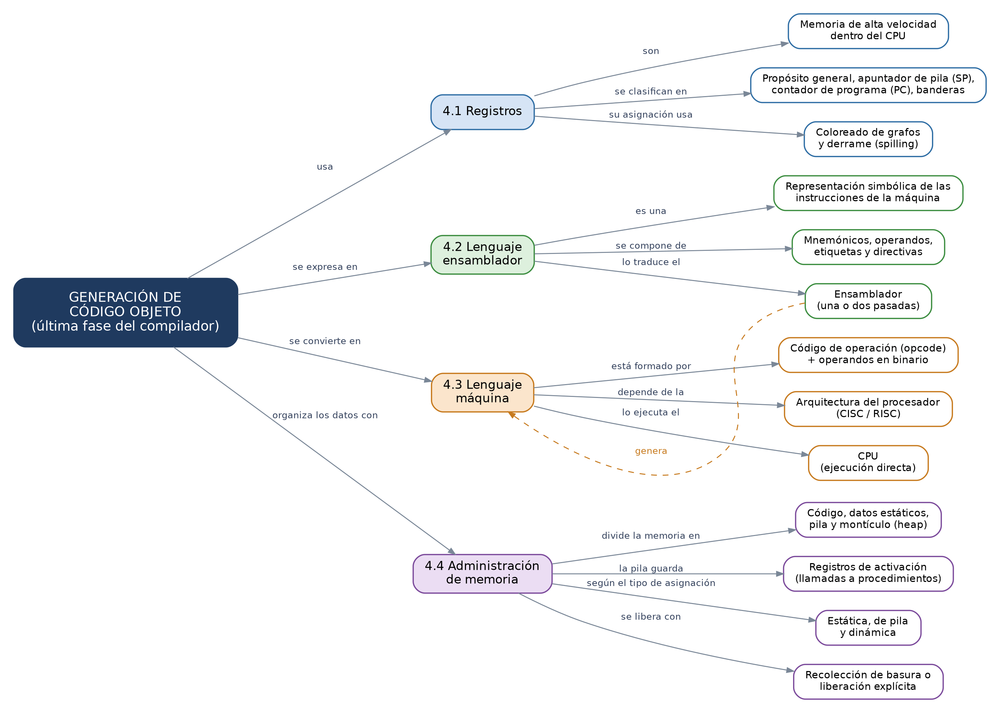 GENERACIÓN DE
CÓDIGO OBJETO
(última fase del compilador)
usa
se expresa en
se convierte en
organiza los datos con
4.1 Registros
son
Memoria de alta velocidad
dentro del CPU
se clasifican en
Propósito general, apuntador de pila (SP),
contador de programa (PC), banderas
su asignación usa
Coloreado de grafos
y derrame (spilling)
4.2 Lenguaje
ensamblador
es una
Representación simbólica de las
instrucciones de la máquina
se compone de
Mnemónicos, operandos,
etiquetas y directivas
lo traduce el
Ensamblador
(una o dos pasadas)
4.3 Lenguaje
máquina
está formado por
Código de operación (opcode)
+ operandos en binario
depende de la
Arquitectura del procesador
(CISC / RISC)
lo ejecuta el
CPU
(ejecución directa)
genera
4.4 Administración
de memoria
divide la memoria en
Código, datos estáticos,
pila y montículo (heap)
la pila guarda
Registros de activación
(llamadas a procedimientos)
según el tipo de asignación
Estática, de pila
y dinámica
se libera con
Recolección de basura o
liberación explícita